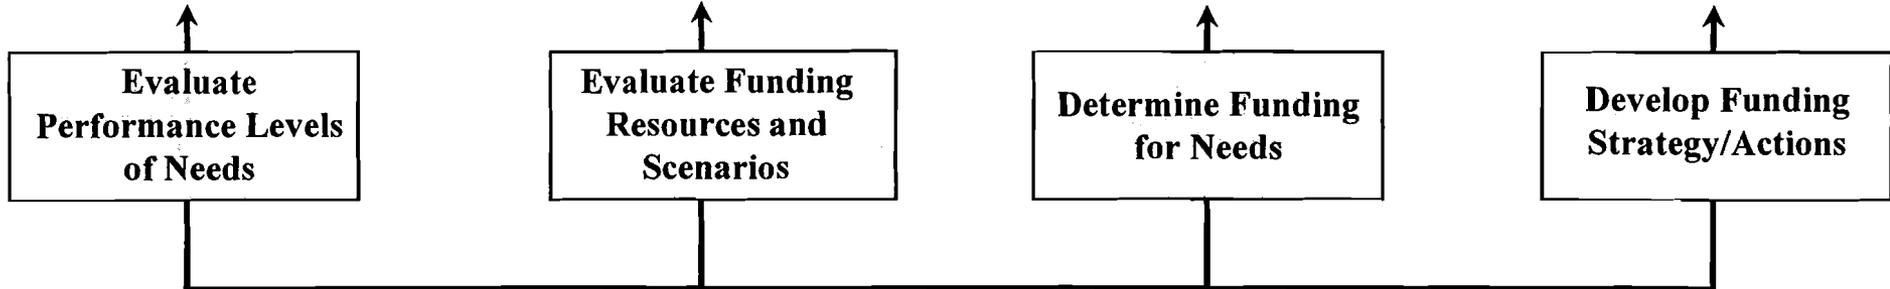 Evaluate
Performance Levels
of Needs
Evaluate Funding
Resources and
Scenarios
Determine Funding
for Needs
Develop Funding
Strategy/Actions